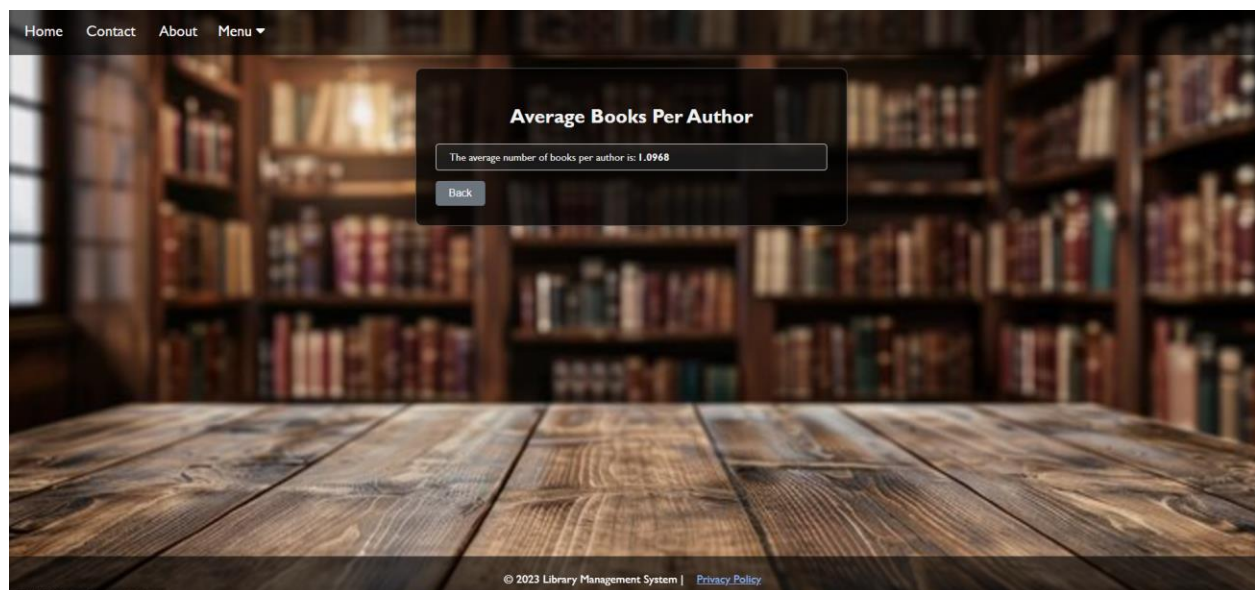 Home Contact About Menu
Average Books Per Author
The average number of books per author is: 1.0968
Back
© 2023 Library Management System | Privacy Policy